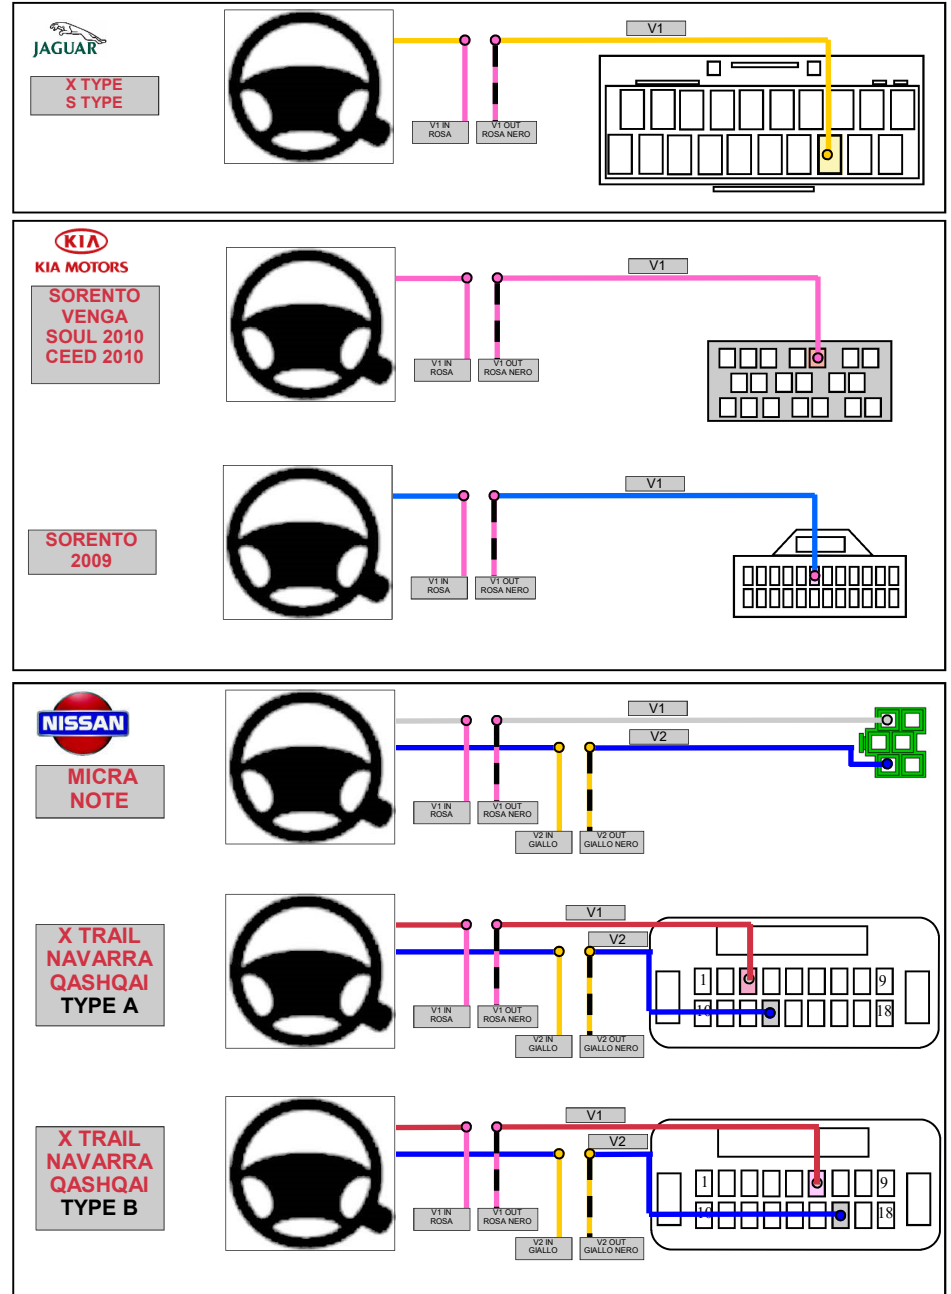 JAGUAR
X TYPE
S TYPE
V1
V1 IN
ROSA
V1 OUT
ROSA NERO
KIA
KIA MOTORS
SORENTO
VENGA
SOUL 2010
CEED 2010
V1
V1 IN
ROSA
V1 OUT
ROSA NERO
SORENTO
2009
V1
V1 IN
ROSA
V1 OUT
ROSA NERO
NISSAN
MICRA
NOTE
V1
V2
V1 IN
ROSA
V1 OUT
ROSA NERO
V2 IN
GIALLO
V2 OUT
GIALLO NERO
X TRAIL
NAVARRA
QASHQAI
TYPE A
V1
V2
1
9
10
18
V1 IN
ROSA
V1 OUT
ROSA NERO
V2 IN
GIALLO
V2 OUT
GIALLO NERO
X TRAIL
NAVARRA
QASHQAI
TYPE B
V1
V2
1
9
10
18
V1 IN
ROSA
V1 OUT
ROSA NERO
V2 IN
GIALLO
V2 OUT
GIALLO NERO